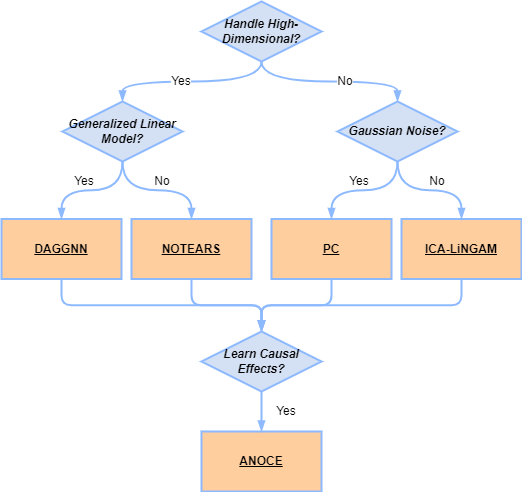 Handle High-
Dimensional?
Yes
No
Generalized Linear
Model?
Gaussian Noise?
Yes
No
Yes
No
DAGGNN
NOTEARS
PC
ICA-LiNGAM
Learn Causal
Effects?
Yes
ANOCE